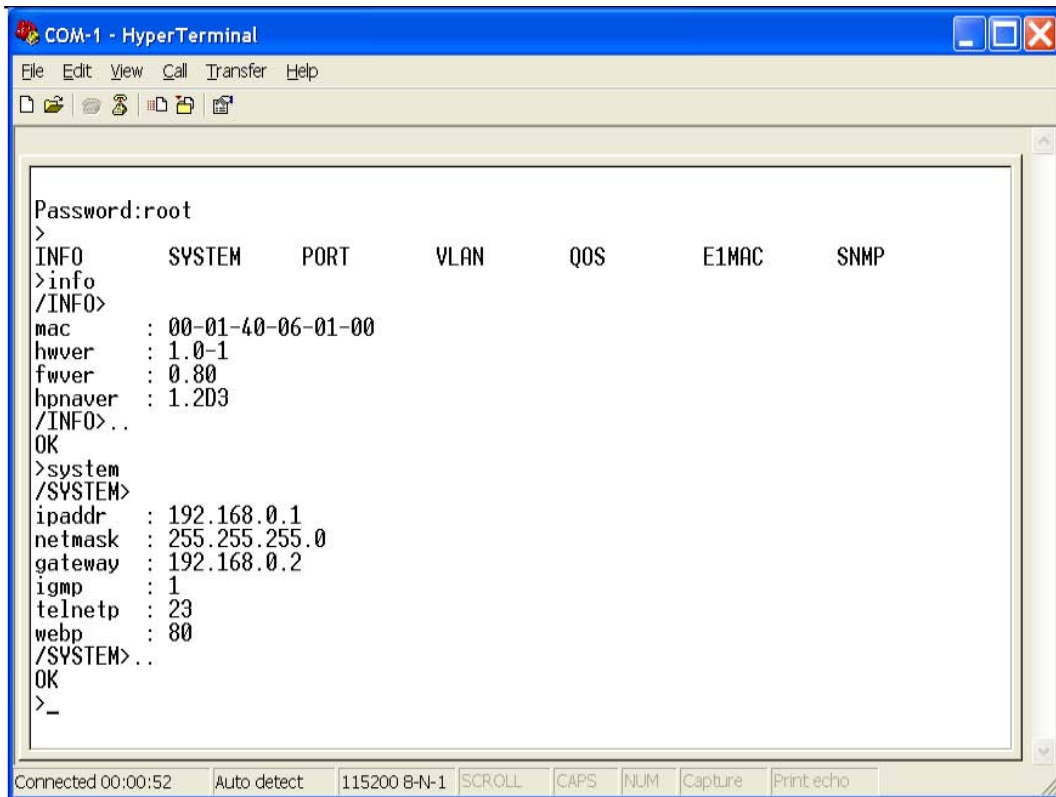 COM-1 - HyperTerminal
File Edit View Call Transfer Help
Password:root
>
INFO SYSTEM PORT VLAN QOS E1MAC SNMP
>info
/INFO>
mac : 00-01-40-06-01-00
hwver : 1.0-1
fwver : 0.80
hpnaver : 1.2D3
/INFO>..
OK
>system
/SYSTEM>
ipaddr : 192.168.0.1
netmask : 255.255.255.0
gateway : 192.168.0.2
igmp : 1
telnetp : 23
webp : 80
/SYSTEM>..
OK
>_
Connected 00:00:52 Auto detect 115200 8-N-1 SCROLL CAPS NUM Capture Print echo